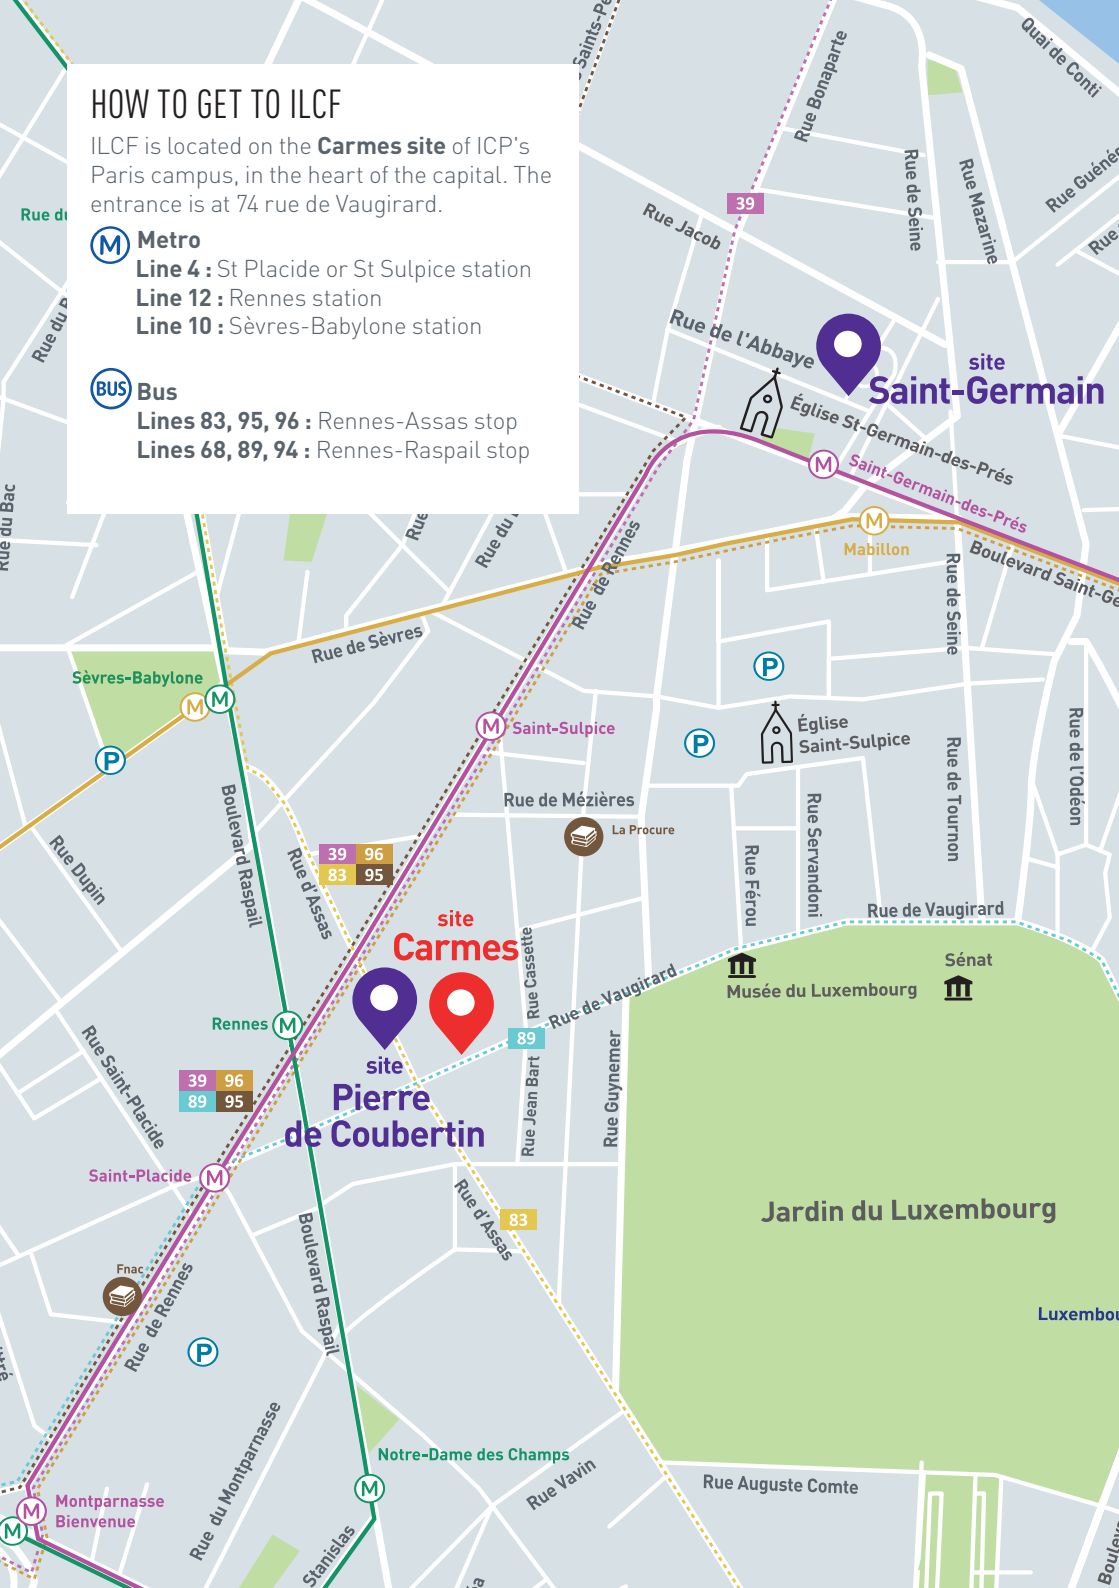 HOW TO GET TO ILCF
ILCF is located on the Carmes site of ICP's
Paris campus, in the heart of the capital. The
entrance is at 74 rue de Vaugirard.
M Metro
Line 4 : St Placide or St Sulpice station
Line 12 : Rennes station
Line 10 : Sèvres-Babylone station
BUS Bus
Lines 83, 95, 96 : Rennes-Assas stop
Lines 68, 89, 94 : Rennes-Raspail stop
Quai de Conti
Rue Bonaparte
Rue de Seine
Rue Mazarine
Rue
39
Rue Jacob
Rue de l'Abbaye
site
Saint-Germain
Église St-Germain-des-Prés
M Saint-Germain-des-Prés
M
Mabillon
Boulevard Saint-Ge
Rue de Seine
Rue du Bac
Rue
Rue du
Rue de Rennes
Rue de Sèvres
Sèvres-Babylone
M M
P
P
P
M Saint-Sulpice
Église
Saint-Sulpice
Rue de Mézières
La Procure
Rue Férou
Rue Servandoni
Rue de Tournon
Rue de l'Odéon
Boulevard Raspail
Rue Dupin
Rue d'Assas
39 96
83 95
Rue de Vaugirard
site
Carmes
Rue Cassette
Rue de Vaugirard
Musée du Luxembourg
Sénat
Rennes M
89
site
Pierre
de Coubertin
Rue Jean Bart
Rue Guynemer
Rue Saint-Placide
39 96
89 95
Saint-Placide M
Rue d'Assas
83
Jardin du Luxembourg
Boulevard Raspail
Fnac
Rue de Rennes
P
Luxembou
Notre-Dame des Champs
M
Rue Vavin
Rue Auguste Comte
Rue du Montparnasse
Montparnasse
Bienvenue
M
M
Stanislas